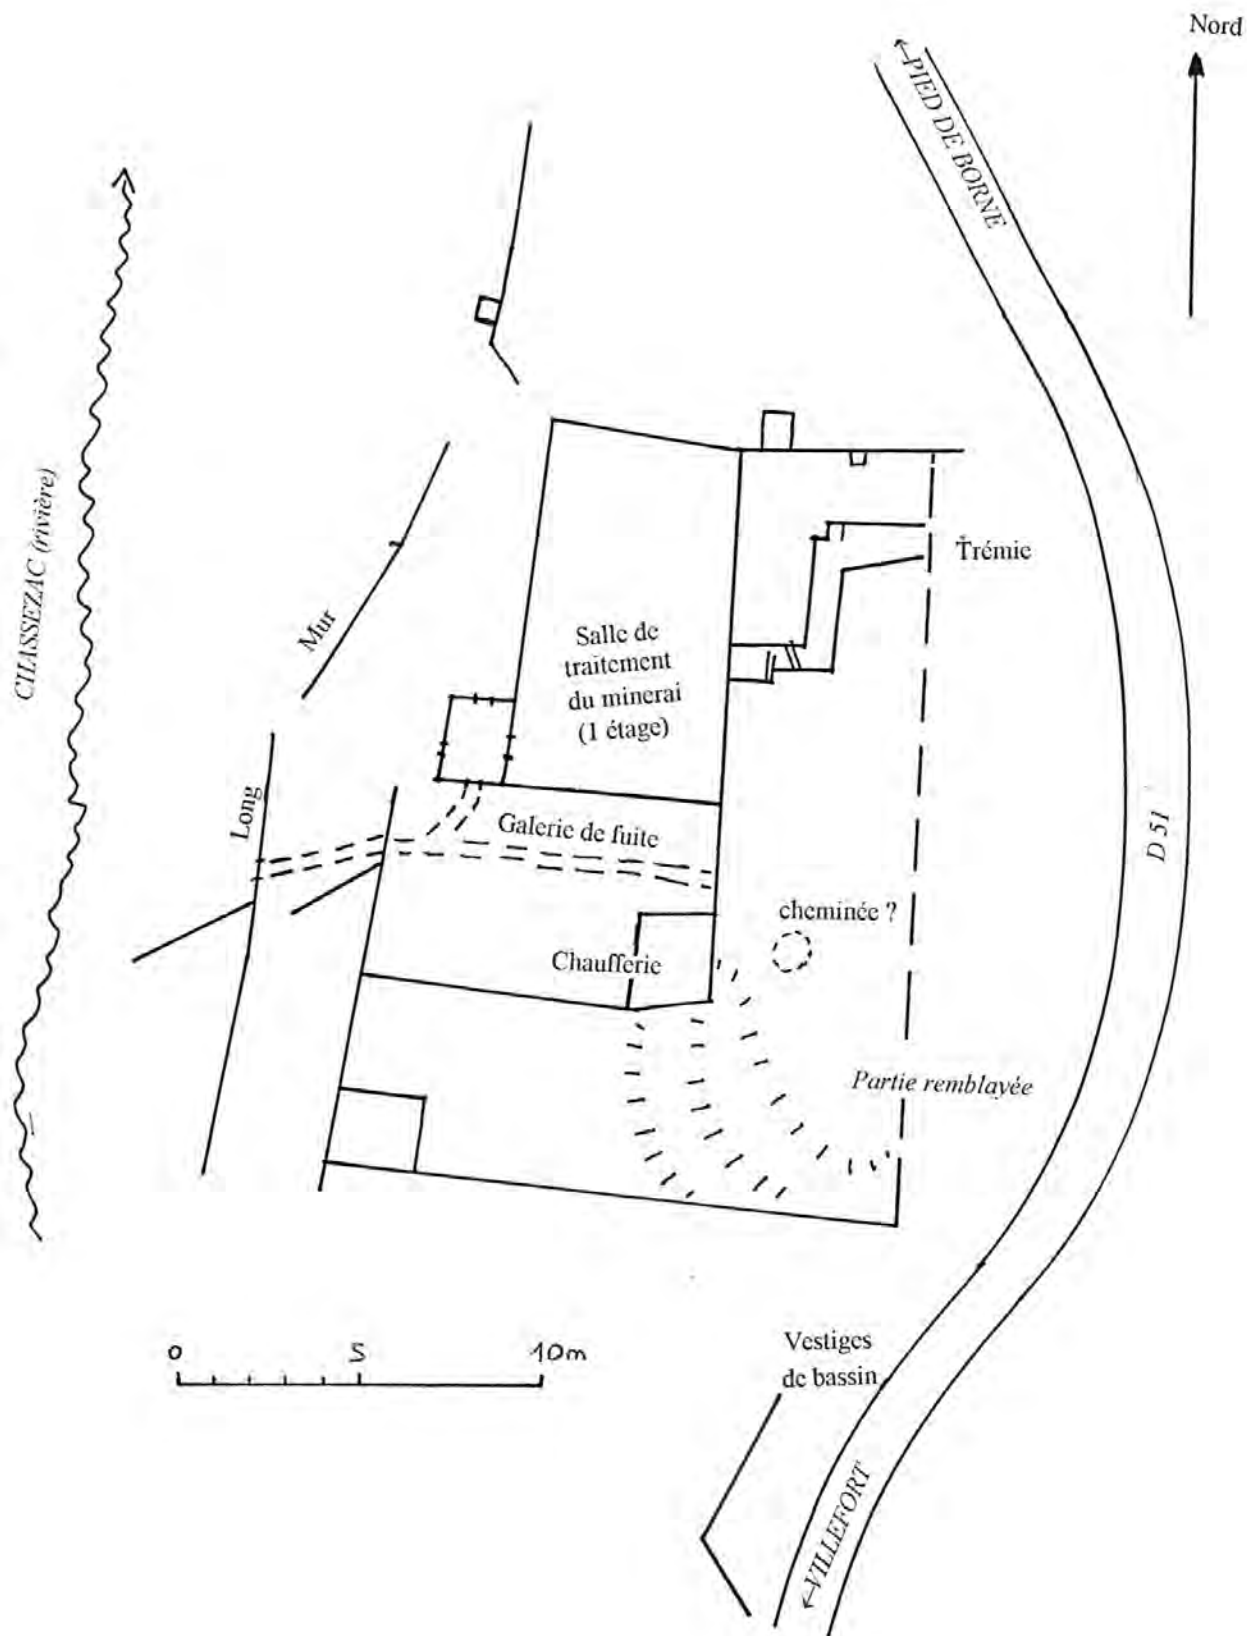 Nord
←PIED DE BORNE
CHASSEZAC (rivière)
Trémie
Mur
Salle de
traitement
du minerai
(1 étage)
Long
Galerie de fuite
D 51
cheminée ?
Chaufferie
Partie remblayée
0 5 10m
Vestiges
de bassin
←VILLEFORT